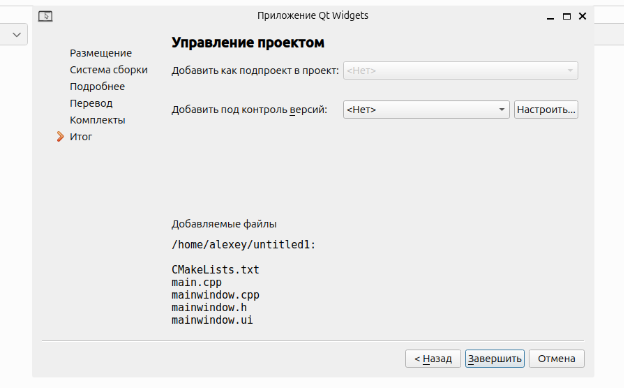 Приложение Qt Widgets
Управление проектом
Размещение
Система сборки
Подробнее
Перевод
Комплекты
Итог
Добавить как подпроект в проект: <Нет>
Добавить под контроль версий: <Нет> Настроить...
Добавляемые файлы
/home/alexey/untitled1:
CMakeLists.txt
main.cpp
mainwindow.cpp
mainwindow.h
mainwindow.ui
< Назад Завершить Отмена